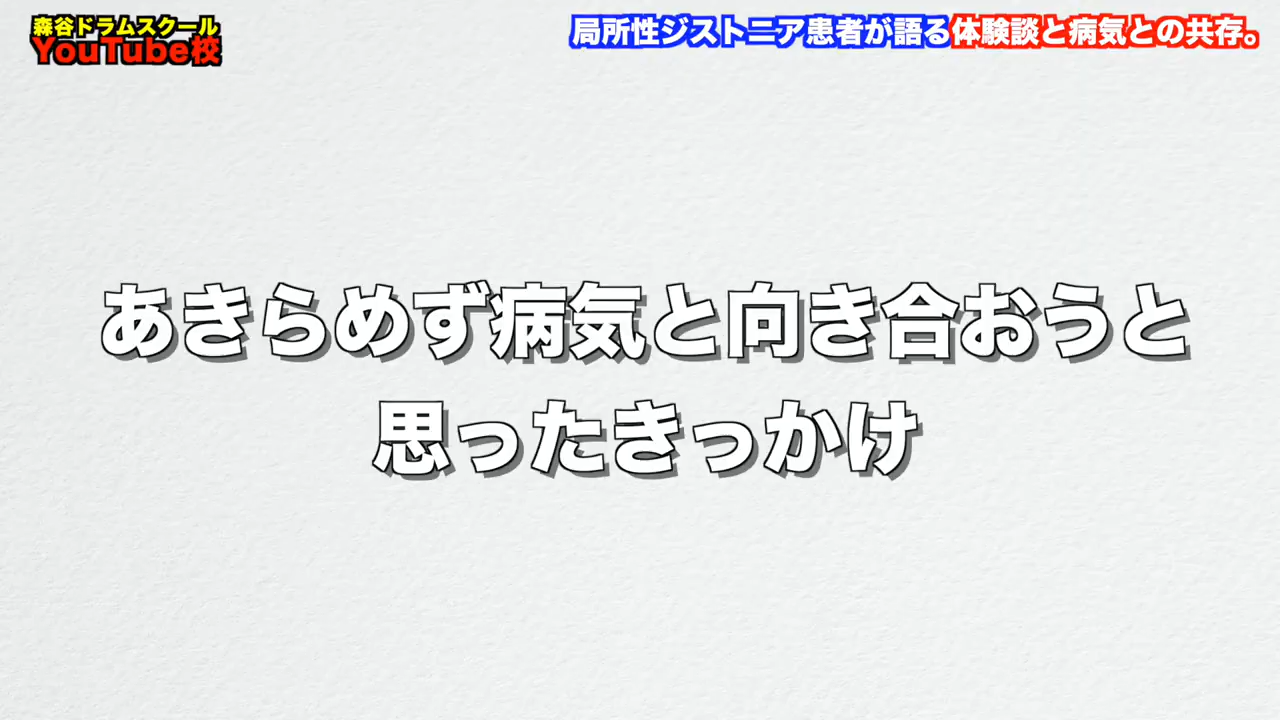 森谷ドラムスクール
YouTube校
局所性ジストニア患者が語る体験談と病気との共存。
あきらめず病気と向き合おうと
思ったきっかけ